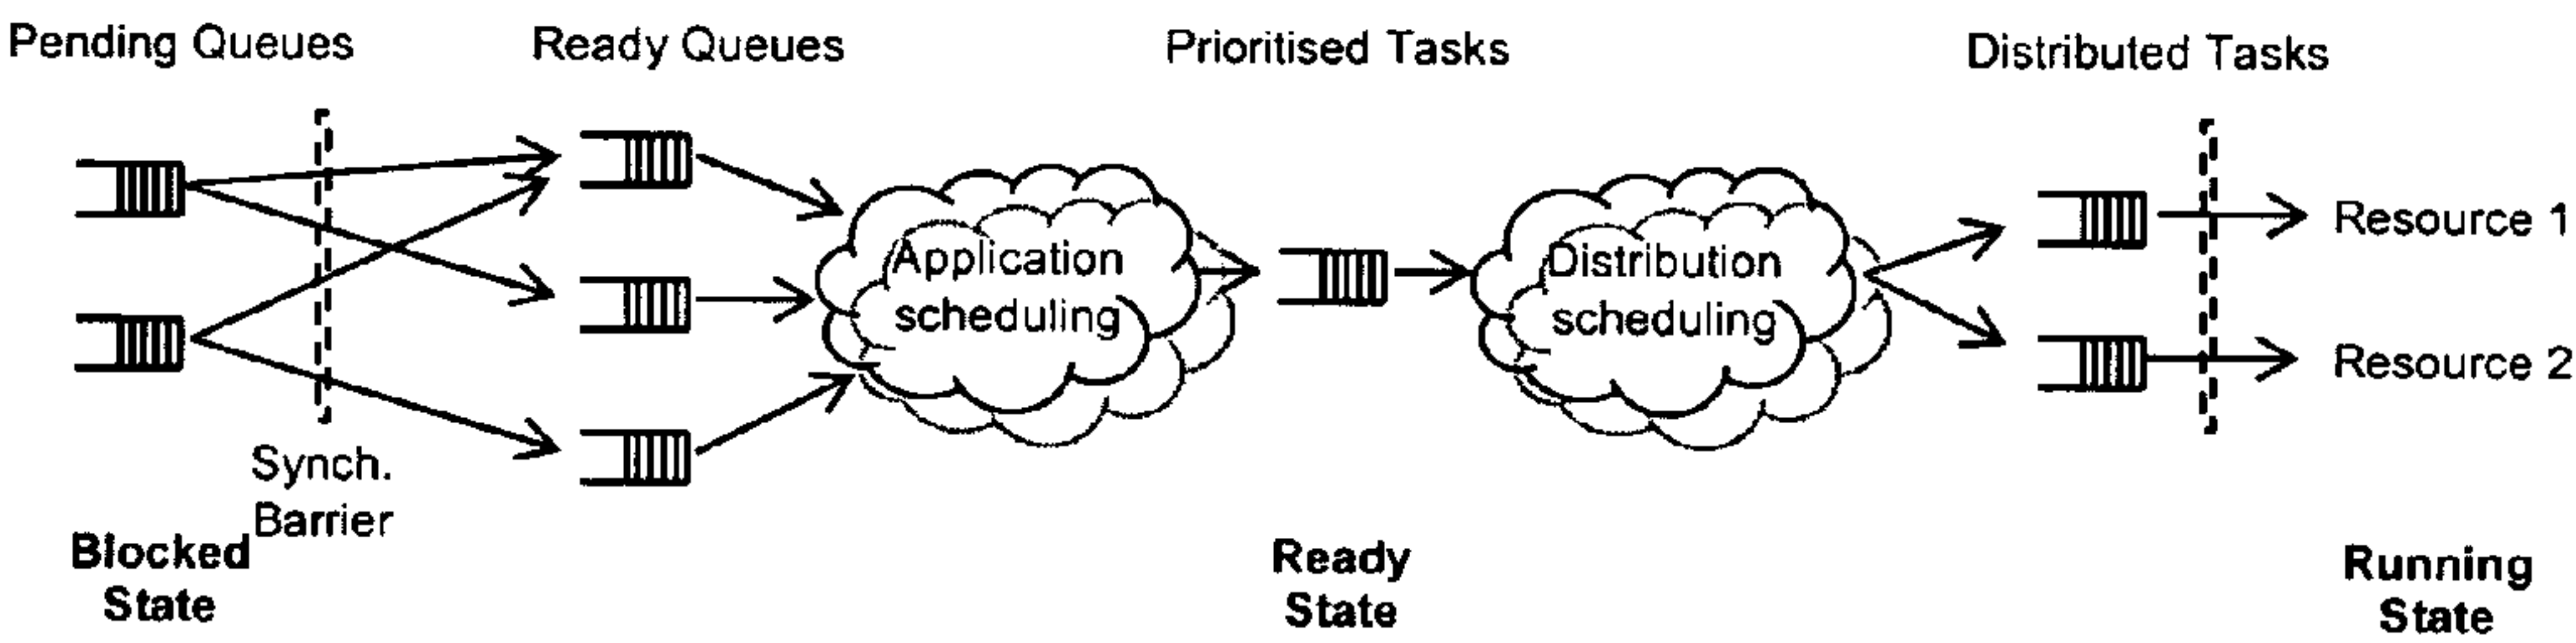 Pending Queues
Ready Queues
Prioritised Tasks
Distributed Tasks
Application
scheduling
Distribution
scheduling
Resource 1
Resource 2
Synch.
Barrier
Blocked
State
Ready
State
Running
State